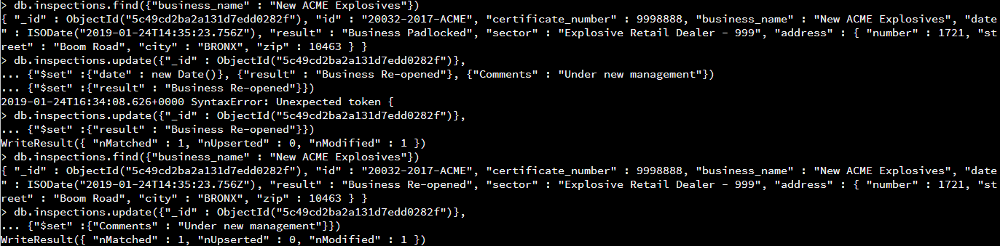 > db.inspections.find({"business_name" : "New ACME Explosives"})
{ "_id" : ObjectId("5c49cd2ba2a131d7edd0282f"), "id" : "20032-2017-ACME", "certificate_number" : 9998888, "business_name" : "New ACME Explosives", "date
" : ISODate("2019-01-24T14:35:23.756Z"), "result" : "Business Padlocked", "sector" : "Explosive Retail Dealer - 999", "address" : { "number" : 1721, "st
reet" : "Boom Road", "city" : "BRONX", "zip" : 10463 } }
> db.inspections.update({"_id" : ObjectId("5c49cd2ba2a131d7edd0282f")},
... {"$set" :{"date" : new Date()}, {"result" : "Business Re-opened"}, {"Comments" : "Under new management"})
... {"$set" :{"result" : "Business Re-opened"}})
2019-01-24T16:34:08.626+0000 SyntaxError: Unexpected token {
> db.inspections.update({"_id" : ObjectId("5c49cd2ba2a131d7edd0282f")},
... {"$set" :{"result" : "Business Re-opened"}})
WriteResult({ "nMatched" : 1, "nUpserted" : 0, "nModified" : 1 })
> db.inspections.find({"business_name" : "New ACME Explosives"})
{ "_id" : ObjectId("5c49cd2ba2a131d7edd0282f"), "id" : "20032-2017-ACME", "certificate_number" : 9998888, "business_name" : "New ACME Explosives", "date
" : ISODate("2019-01-24T14:35:23.756Z"), "result" : "Business Re-opened", "sector" : "Explosive Retail Dealer - 999", "address" : { "number" : 1721, "st
reet" : "Boom Road", "city" : "BRONX", "zip" : 10463 } }
> db.inspections.update({"_id" : ObjectId("5c49cd2ba2a131d7edd0282f")},
... {"$set" :{"Comments" : "Under new management"}})
WriteResult({ "nMatched" : 1, "nUpserted" : 0, "nModified" : 1 })